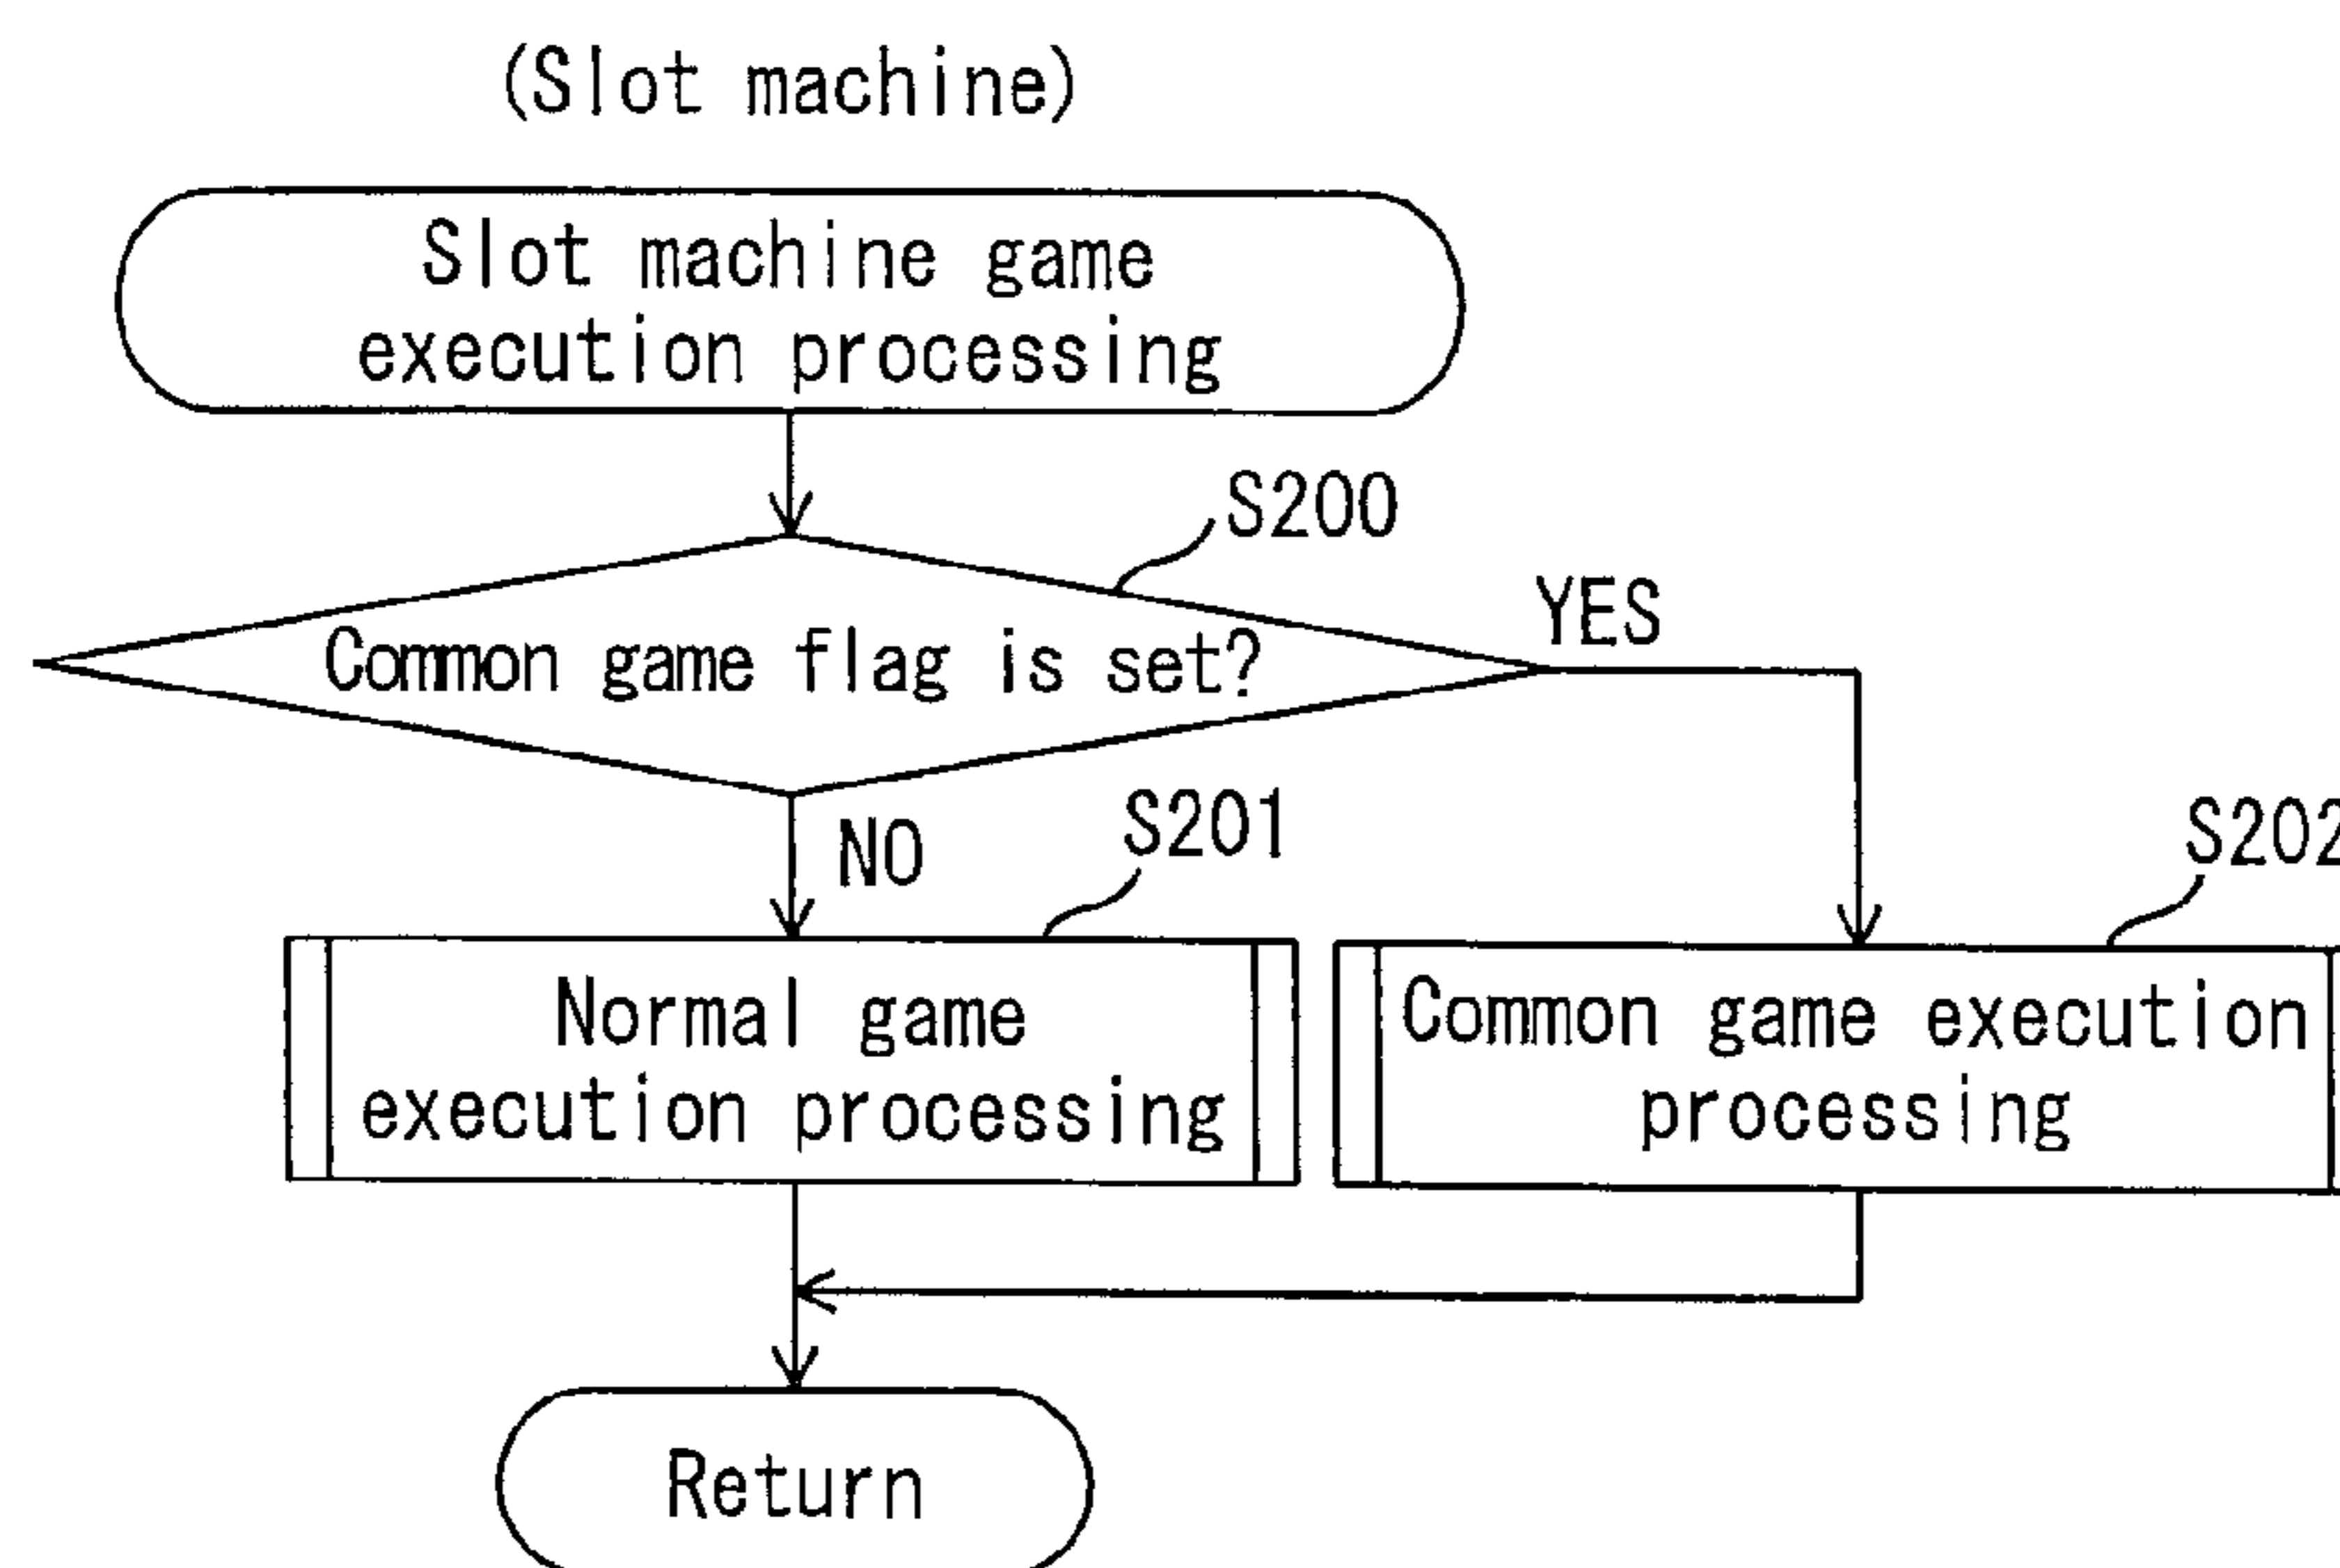 (Slot machine)
Slot machine game
execution processing
S200
Common game flag is set?
YES
NO
S201
S202
Normal game
execution processing
Common game execution
processing
Return